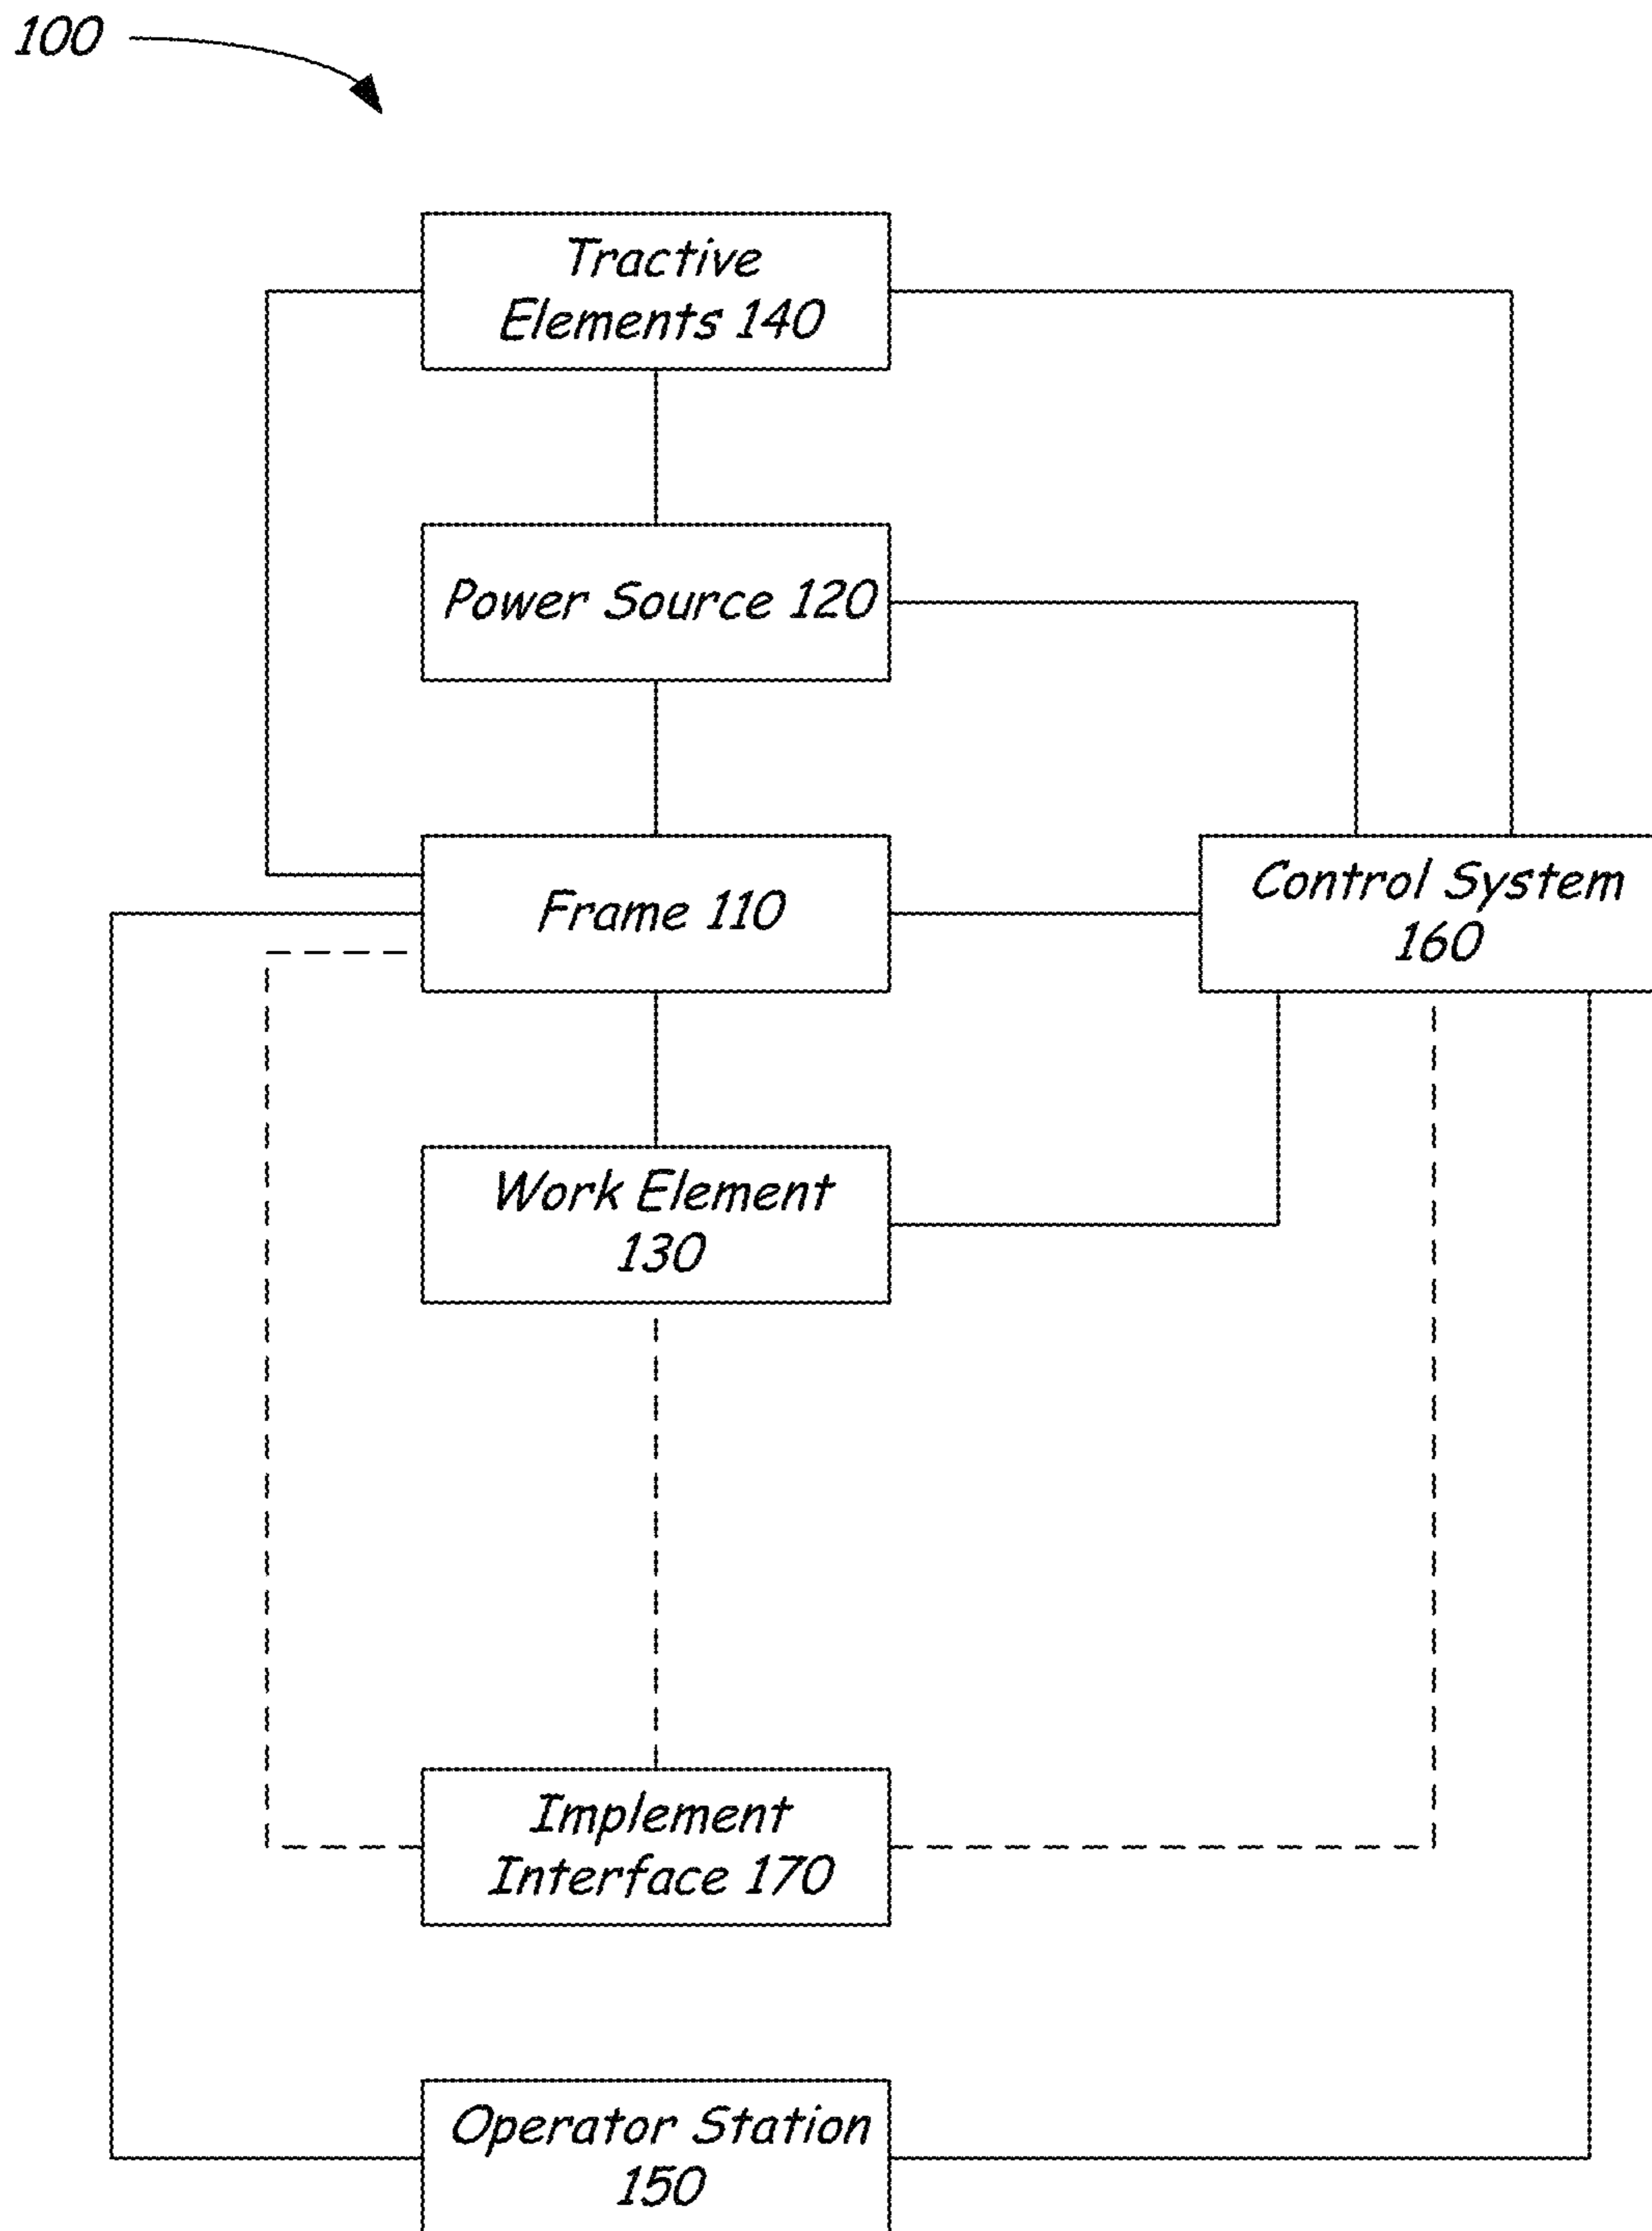 100
Tractive
Elements 140
Power Source 120
Frame 110
Control System
160
Work Element
130
Implement
Interface 170
Operator Station
150